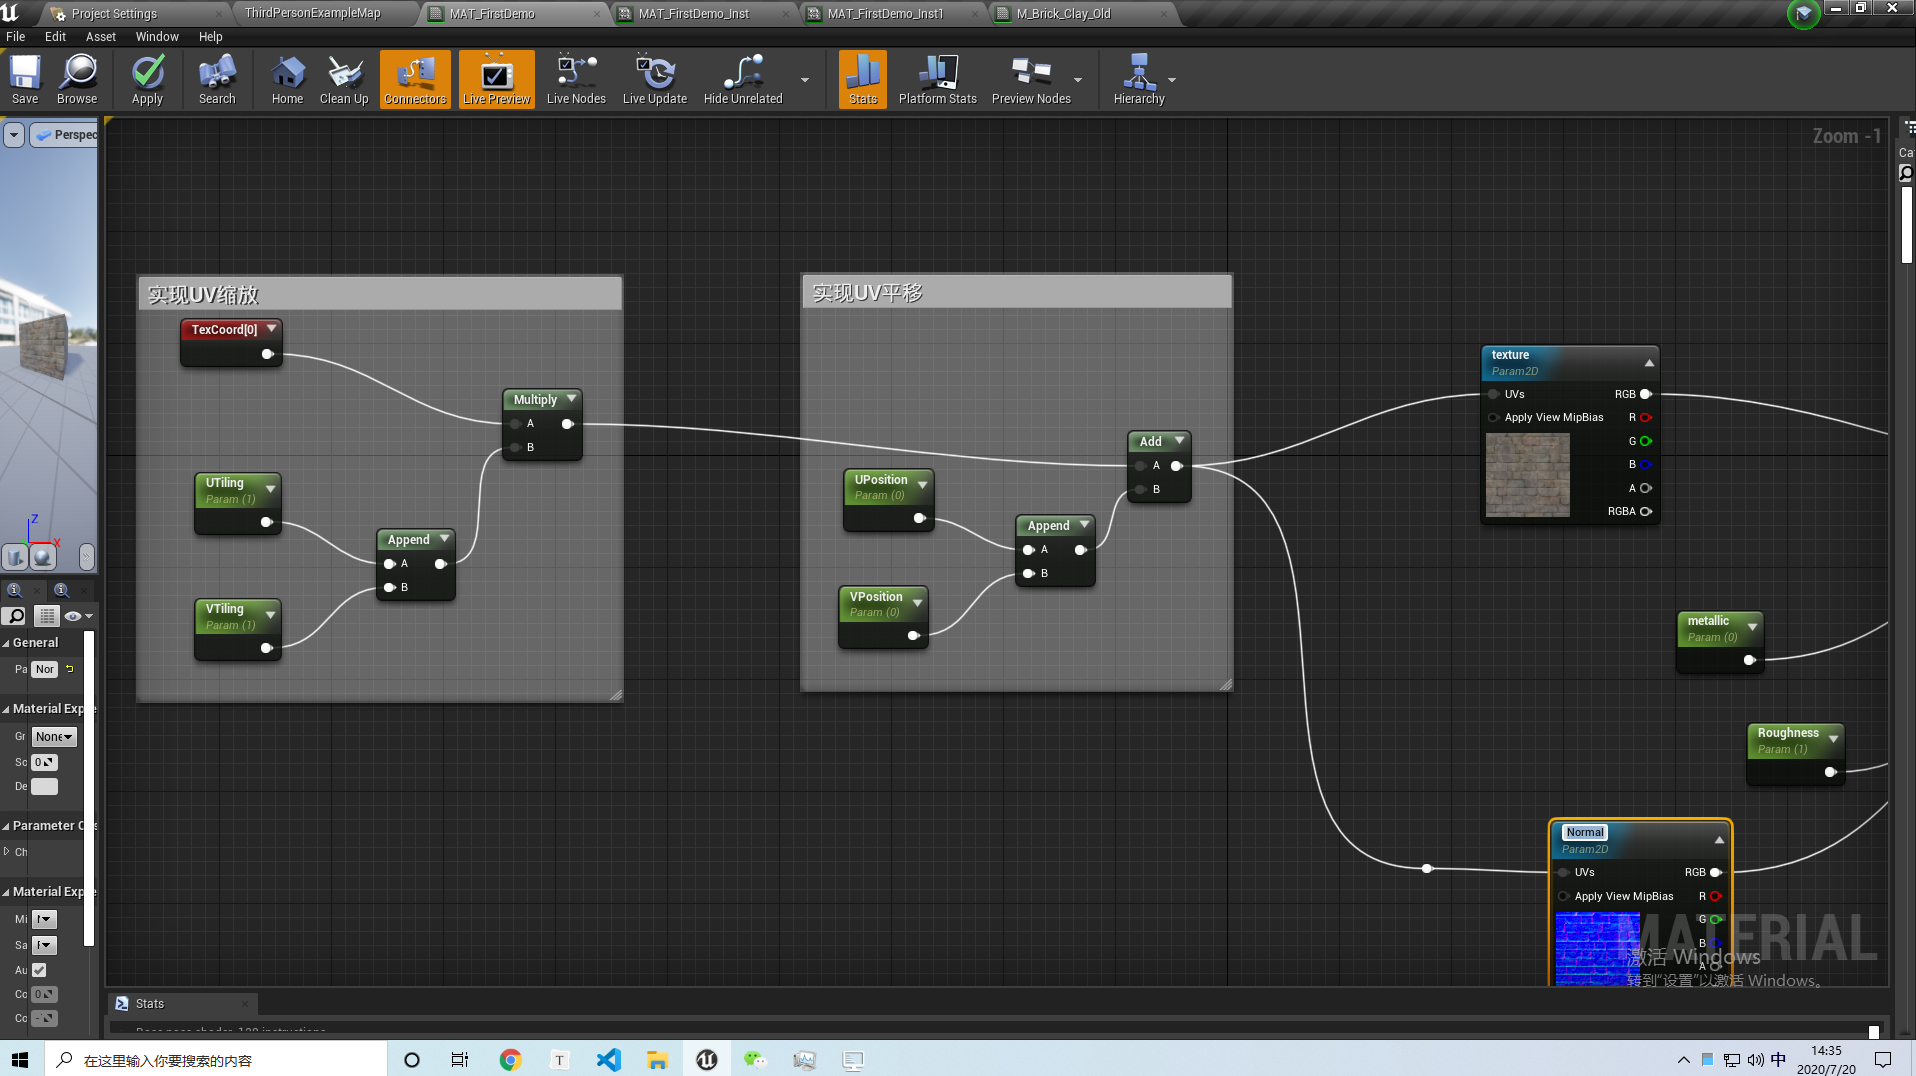 Project Settings
ThirdPersonExampleMap
MAT_FirstDemo
MAT_FirstDemo_Inst
MAT_FirstDemo_Inst1
M_Brick_Clay_Old
File Edit Asset Window Help
Save Browse Apply Search Home Clean Up Connectors Live Preview Live Nodes Live Update Hide Unrelated Stats Platform Stats Preview Nodes Hierarchy
Perspec
Zoom -1
Ca
实现UV缩放
TexCoord[0]
Multiply
A
B
UTiling
Param (1)
Append
A
B
VTiling
Param (1)
实现UV平移
Add
A
B
UPosition
Param (0)
Append
A
B
VPosition
Param (0)
texture
Param2D
UVs RGB
Apply View MipBias R
G
B
A
RGBA
metallic
Param (0)
Roughness
Param (1)
Normal
Param2D
UVs RGB
Apply View MipBias R
G
B
A
MATERIAL
激活 Windows
转到"设置"以激活 Windows。
Z
X
General
Pa Nor
Material Expe
Gr None
So 0
De
Parameter C
Ch
Material Expe
Mi
Sa
Au
Co 0
Co
Stats
在这里输入你要搜索的内容
T
中
14:35
2020/7/20